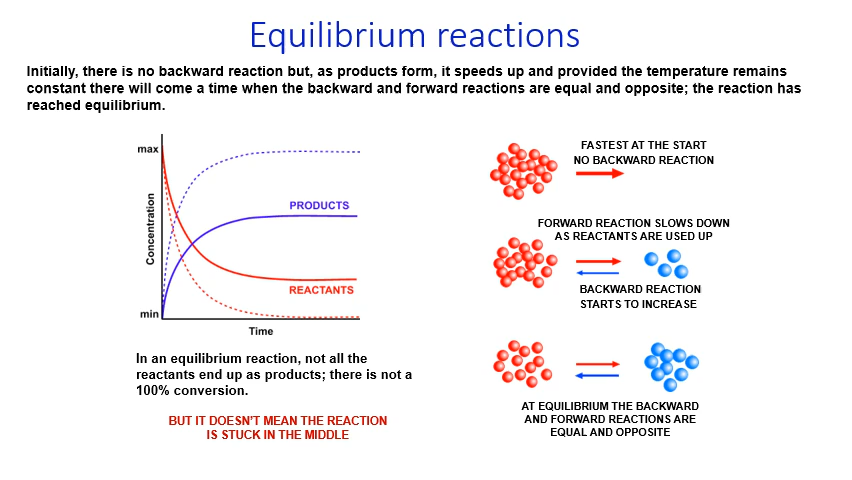 Equilibrium reactions
Initially, there is no backward reaction but, as products form, it speeds up and provided the temperature remains
constant there will come a time when the backward and forward reactions are equal and opposite; the reaction has
reached equilibrium.
max
Concentration
PRODUCTS
REACTANTS
min
Time
In an equilibrium reaction, not all the
reactants end up as products; there is not a
100% conversion.
BUT IT DOESN'T MEAN THE REACTION
IS STUCK IN THE MIDDLE
FASTEST AT THE START
NO BACKWARD REACTION
FORWARD REACTION SLOWS DOWN
AS REACTANTS ARE USED UP
BACKWARD REACTION
STARTS TO INCREASE
AT EQUILIBRIUM THE BACKWARD
AND FORWARD REACTIONS ARE
EQUAL AND OPPOSITE